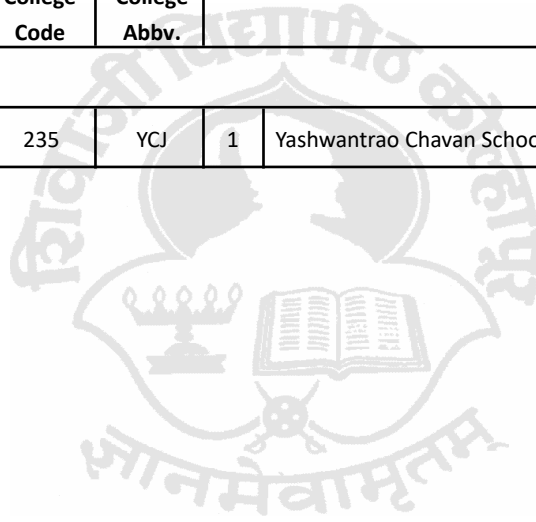 College College
Code Abbv.
235 YCJ 1 Yashwantrao Chavan Schoo
शिवाजी विद्यापीठ कोल्हापूर
ज्ञानमेवामृतम्